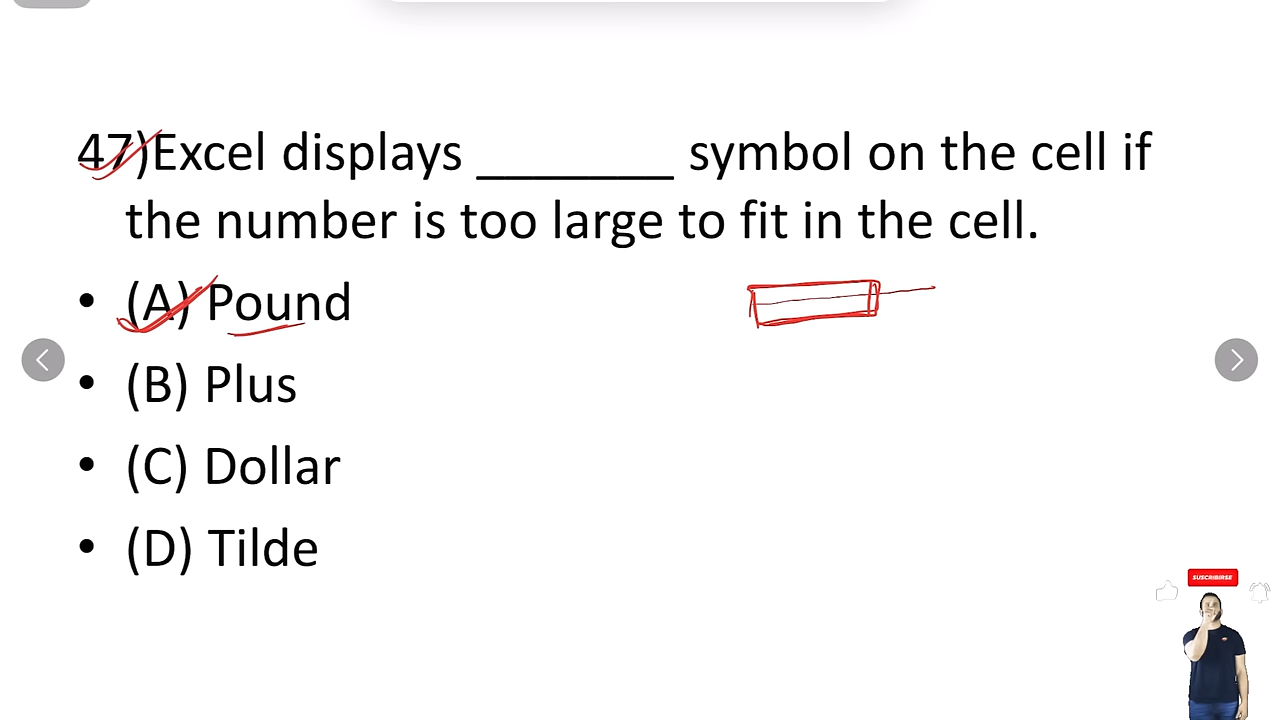 47)Excel displays _______ symbol on the cell if
the number is too large to fit in the cell.
• (A) Pound
• (B) Plus
• (C) Dollar
• (D) Tilde
SUSCRIBIRSE